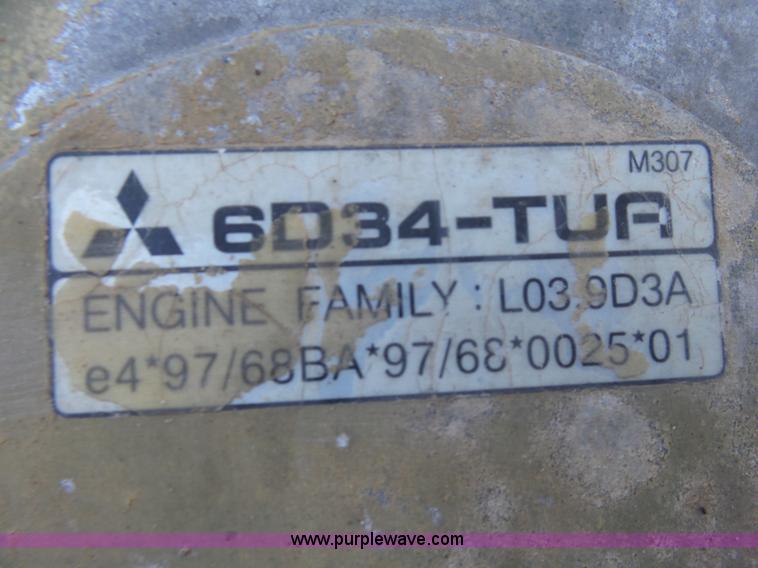 M307
6D34-TUA
ENGINE FAMILY : L03.9D3A
e4*97/68BA*97/68*0025*01
www.purplewave.com